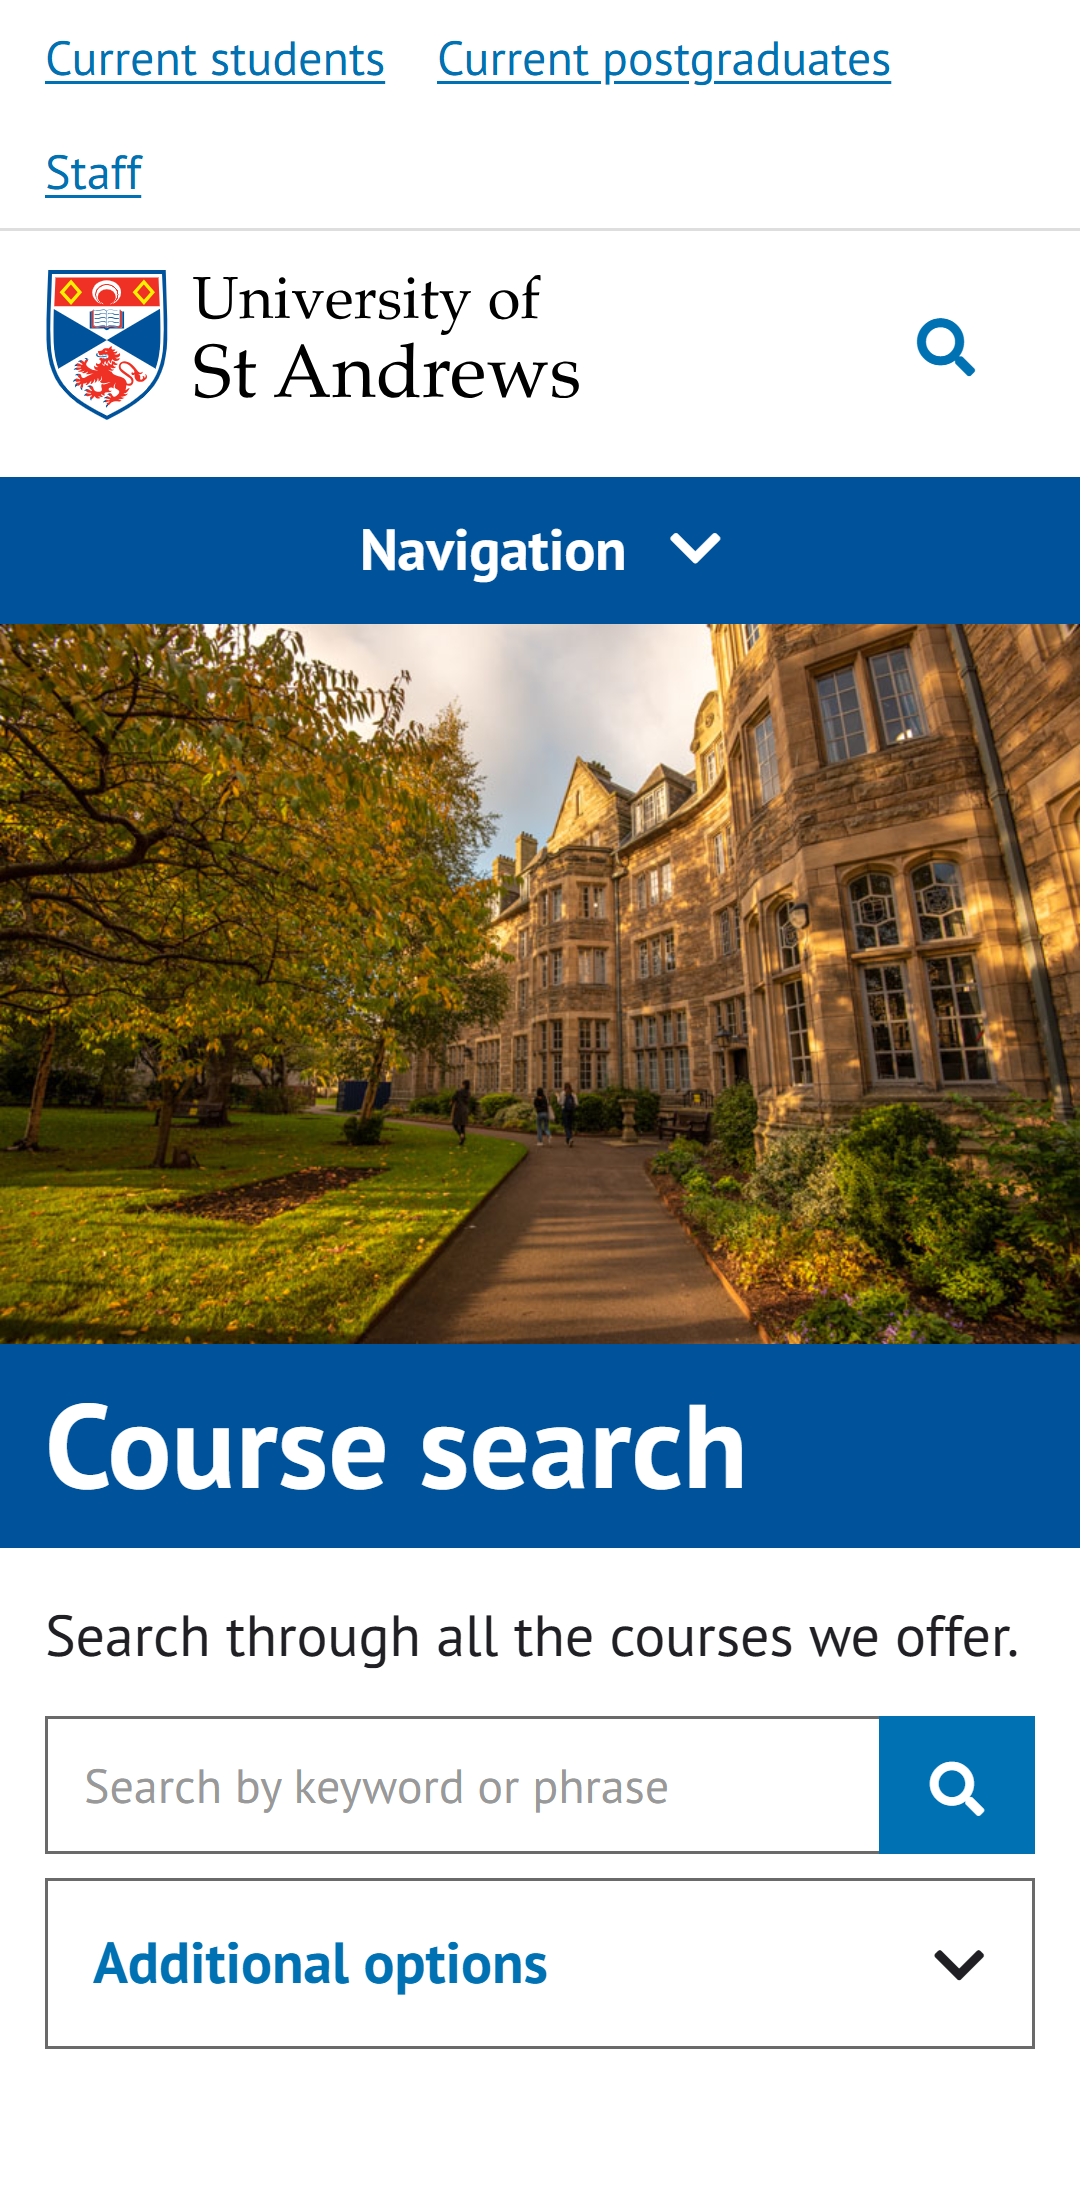 Current students Current postgraduates
Staff
University of
St Andrews
Navigation
Course search
Search through all the courses we offer.
Search by keyword or phrase
Additional options